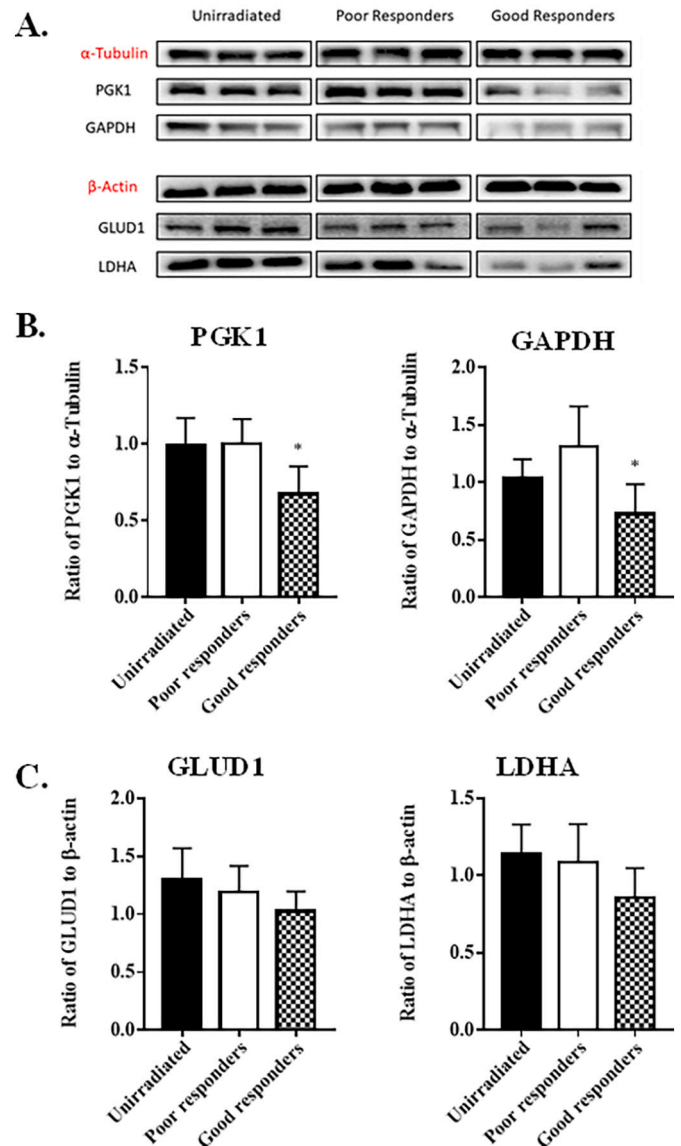 A.
Unirradiated Poor Responders Good Responders
α-Tubulin
PGK1
GAPDH
β-Actin
GLUD1
LDHA
B.
PGK1
Ratio of PGK1 to α-Tubulin
1.5
1.0
0.5
0.0
*
Unirradiated
Poor responders
Good responders
GAPDH
Ratio of GAPDH to α-Tubulin
2.0
1.5
1.0
0.5
0.0
*
Unirradiated
Poor responders
Good responders
C.
GLUD1
Ratio of GLUD1 to β-actin
2.0
1.5
1.0
0.5
0.0
Unirradiated
Poor responders
Good responders
LDHA
Ratio of LDHA to β-actin
1.5
1.0
0.5
0.0
Unirradiated
Poor responders
Good responders